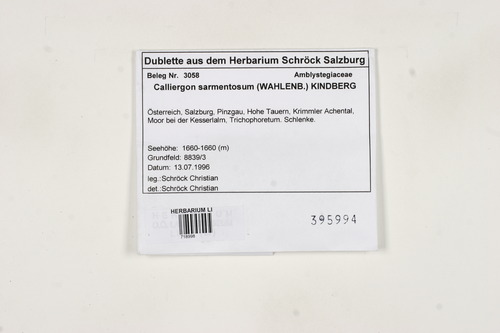 Dublette aus dem Herbarium Schröck Salzburg
Beleg Nr. 3058 Amblystegiaceae
Calliergon sarmentosum (WAHLENB.) KINDBERG
Österreich, Salzburg, Pinzgau, Hohe Tauern, Krimmler Achental,
Moor bei der Kesserlalm, Trichophoretum. Schlenke.
Seehöhe: 1660-1660 (m)
Grundfeld: 8839/3
Datum: 13.07.1996
leg.:Schröck Christian
det.:Schröck Christian
HERBARIUM LI
395994